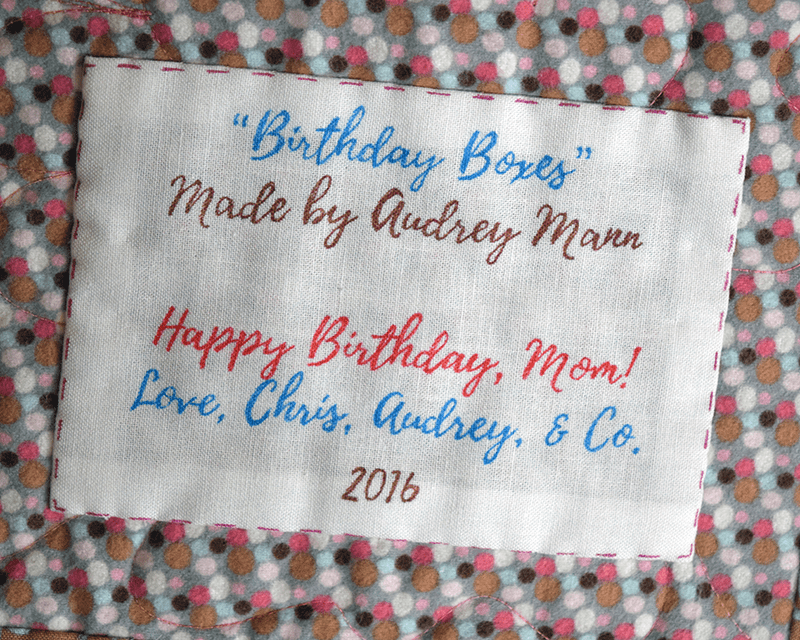 “Birthday Boxes”
Made by Audrey Mann
Happy Birthday, Mom!
Love, Chris, Audrey, & Co.
2016